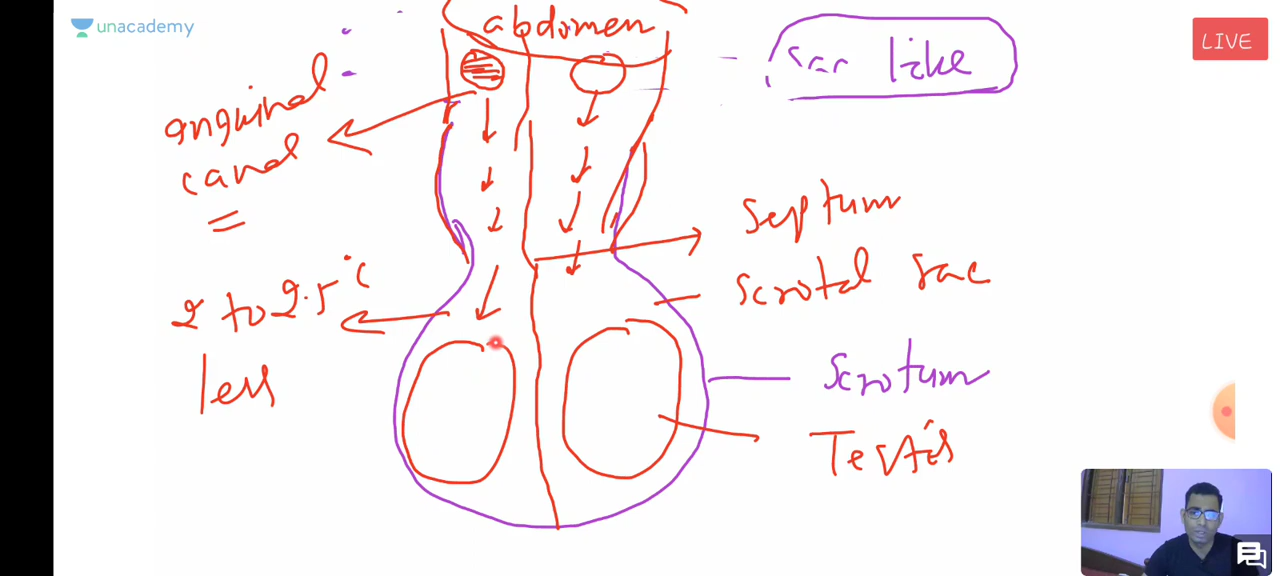 unacademy
abdomen
LIVE
Sac like
anguinal
canal
Septum
Scrotal sac
2 to 2.5°c
less
Scrotum
Testis